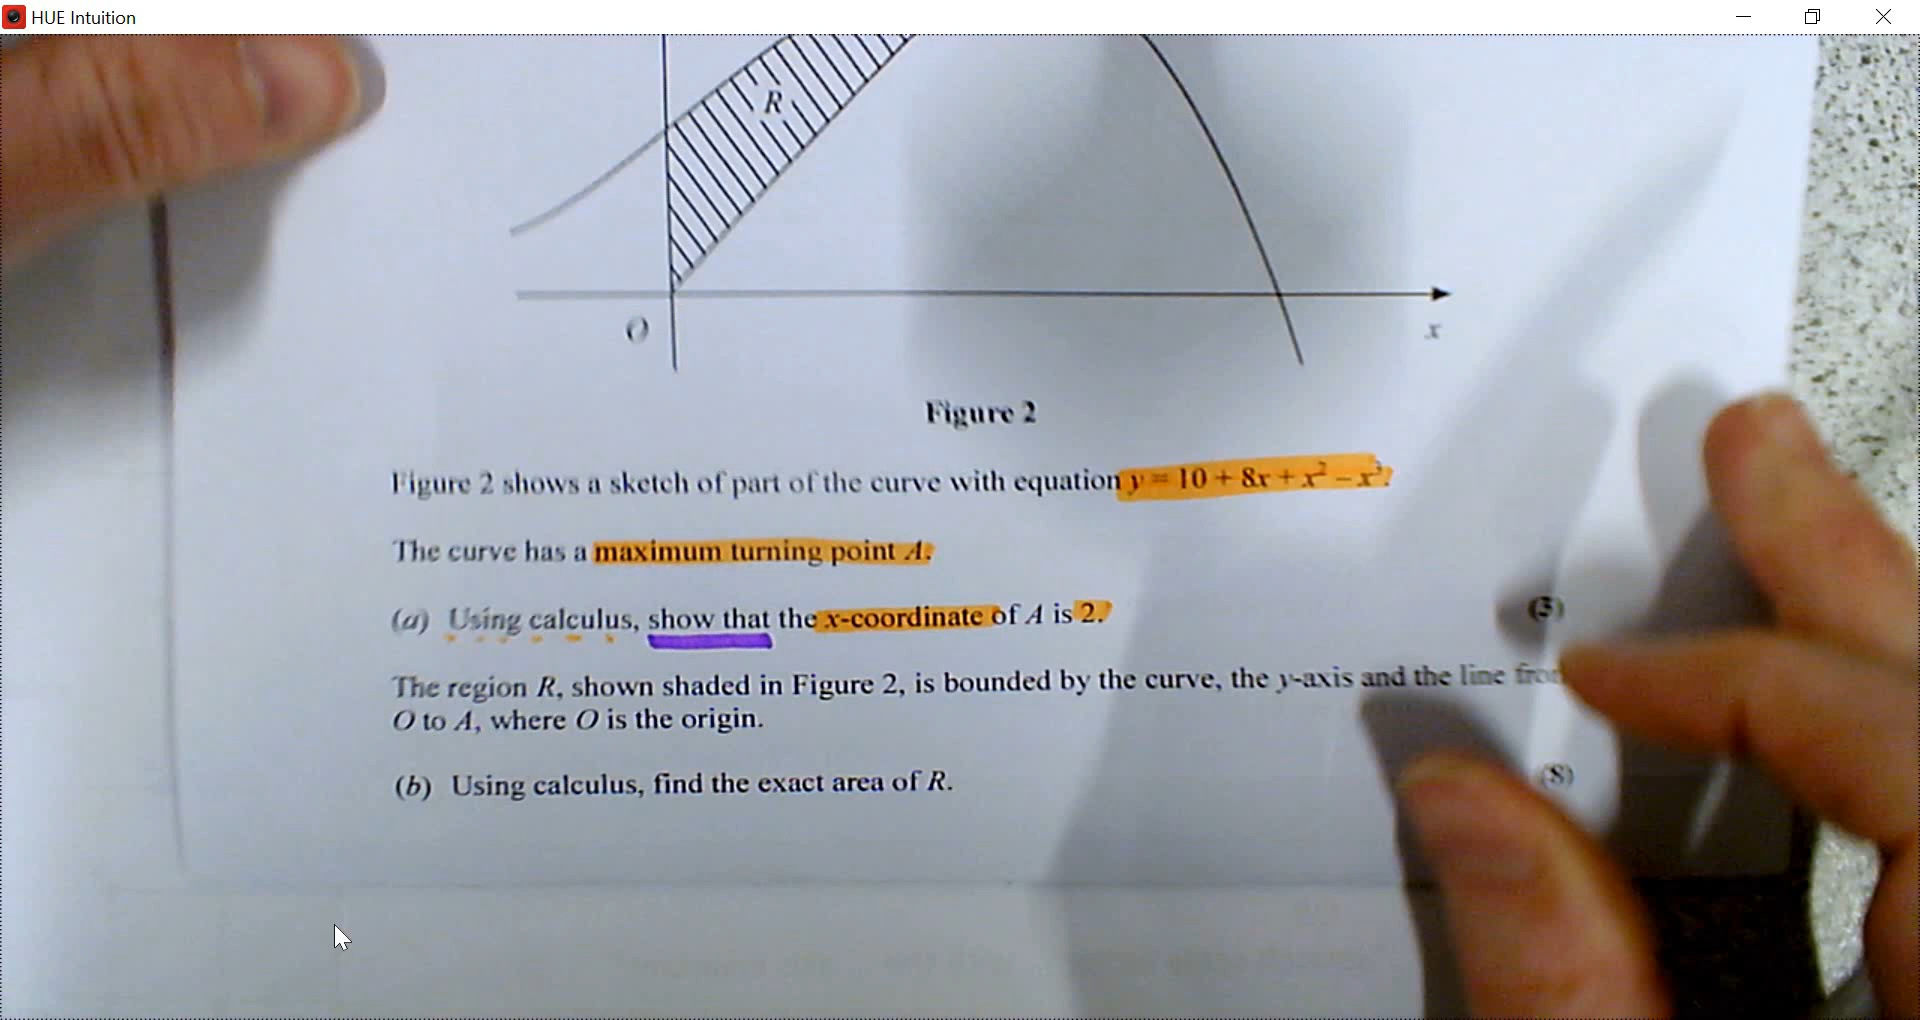 HUE Intuition
R
O
x
Figure 2
Figure 2 shows a sketch of part of the curve with equation y = 10 + 8x + x² – x³.
The curve has a maximum turning point A.
(a) Using calculus, show that the x-coordinate of A is 2.
(3)
The region R, shown shaded in Figure 2, is bounded by the curve, the y-axis and the line
O to A, where O is the origin.
(b) Using calculus, find the exact area of R.
(8)